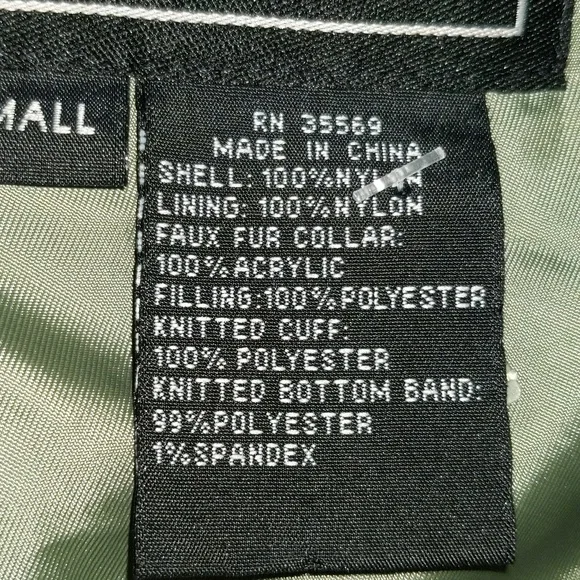 MALL
RN 35569
MADE IN CHINA
SHELL: 100%NYLON
LINING: 100%NYLON
FAUX FUR COLLAR:
100%ACRYLIC
FILLING:100%POLYESTER
KNITTED CUFF:
100% POLYESTER
KNITTED BOTTOM BAND:
99%POLYESTER
1%SPANDEX